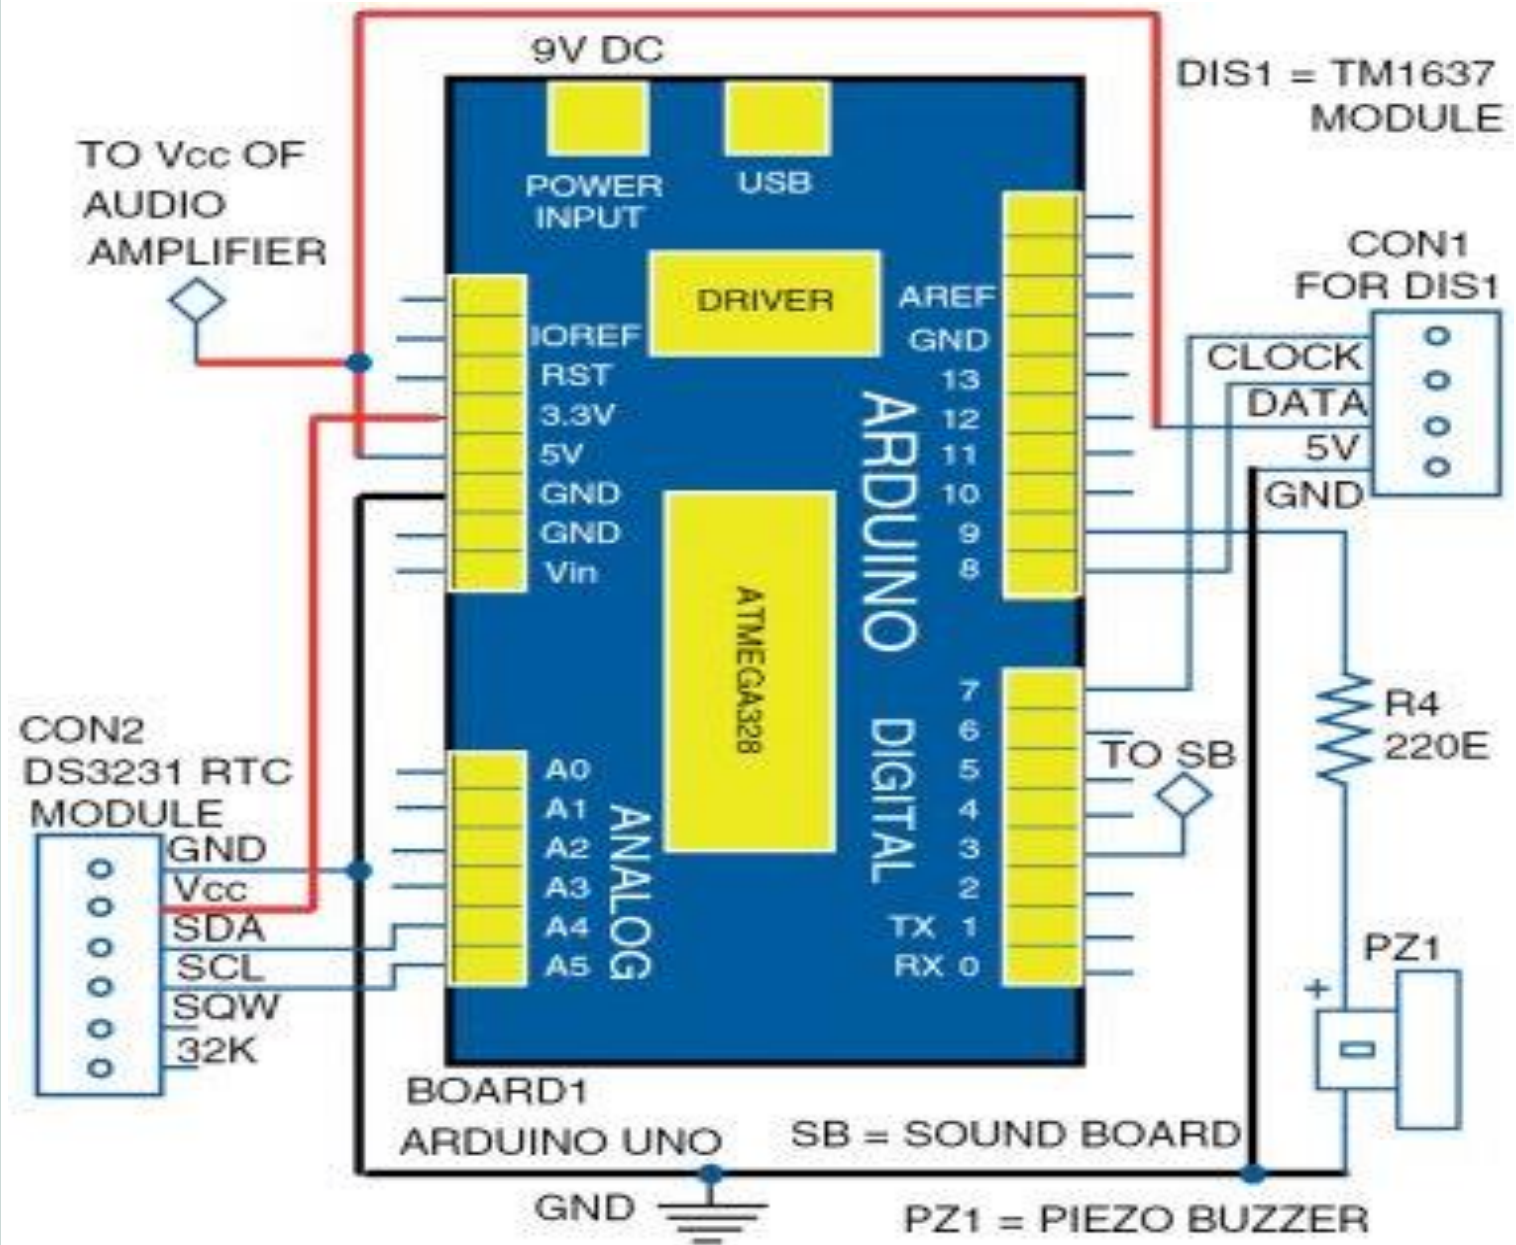 9V DC
DIS1 = TM1637
MODULE
TO Vcc OF
AUDIO
AMPLIFIER
POWER
INPUT
USB
DRIVER
CON1
FOR DIS1
CLOCK
DATA
5V
GND
IOREF
RST
3.3V
5V
GND
GND
Vin
AREF
GND
13
12
11
10
9
8
ARDUINO
ATMEGA328
7
6
5
4
3
2
TX 1
RX 0
DIGITAL
TO SB
R4
220E
CON2
DS3231 RTC
MODULE
GND
Vcc
SDA
SCL
SQW
32K
A0
A1
A2
A3
A4
A5
ANALOG
PZ1
+
BOARD1
ARDUINO UNO
SB = SOUND BOARD
GND
PZ1 = PIEZO BUZZER